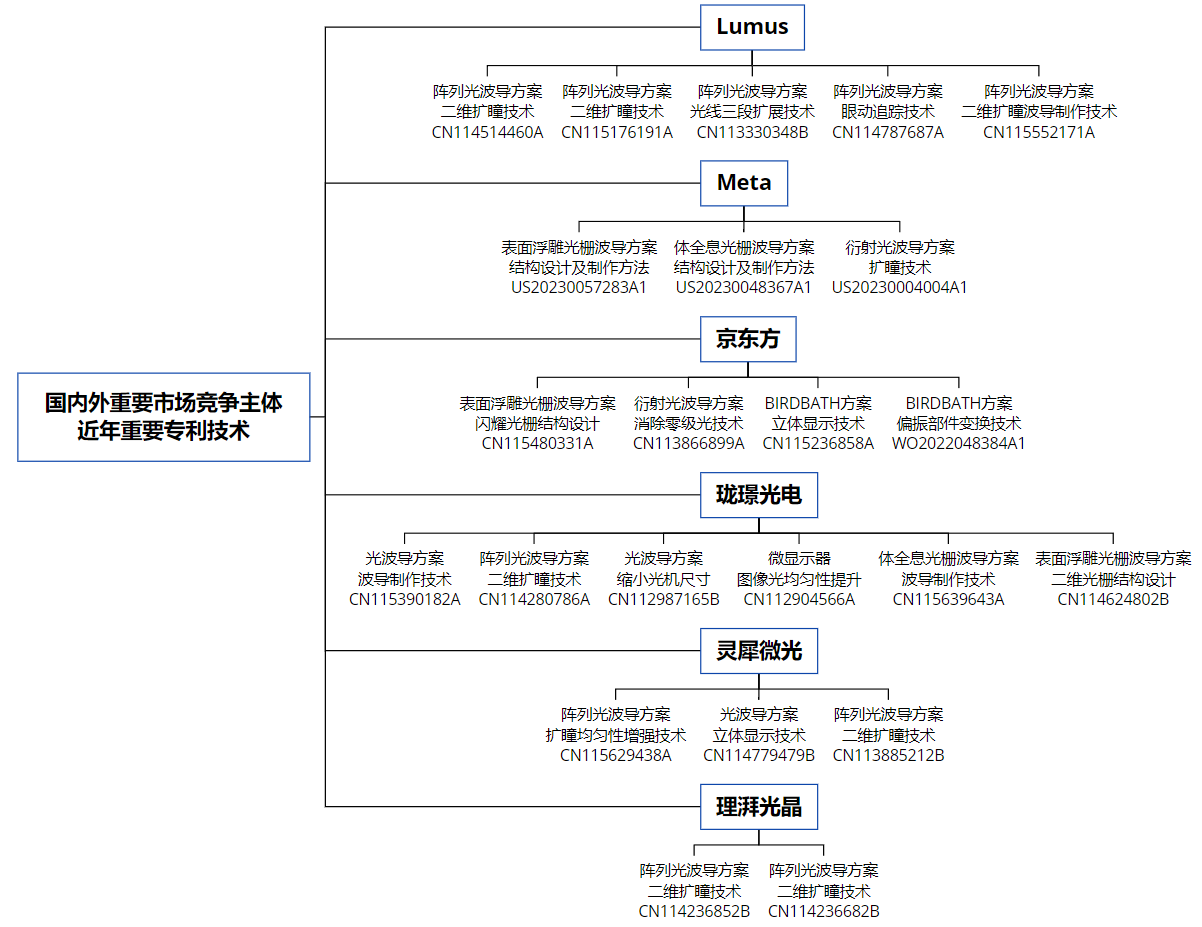 国内外重要市场竞争主体
近年重要专利技术
Lumus
阵列光波导方案
二维扩瞳技术
CN114514460A
阵列光波导方案
二维扩瞳技术
CN115176191A
阵列光波导方案
光线三段扩展技术
CN113330348B
阵列光波导方案
眼动追踪技术
CN114787687A
阵列光波导方案
二维扩瞳波导制作技术
CN115552171A
Meta
表面浮雕光栅波导方案
结构设计及制作方法
US20230057283A1
体全息光栅波导方案
结构设计及制作方法
US20230048367A1
衍射光波导方案
扩瞳技术
US20230004004A1
京东方
表面浮雕光栅波导方案
闪耀光栅结构设计
CN115480331A
衍射光波导方案
消除零级光技术
CN113866899A
BIRDBATH方案
立体显示技术
CN115236858A
BIRDBATH方案
偏振部件变换技术
WO2022048384A1
珑璟光电
光波导方案
波导制作技术
CN115390182A
阵列光波导方案
二维扩瞳技术
CN114280786A
光波导方案
缩小光机尺寸
CN112987165B
微显示器
图像光均匀性提升
CN112904566A
体全息光栅波导方案
波导制作技术
CN115639643A
表面浮雕光栅波导方案
二维光栅结构设计
CN114624802B
灵犀微光
阵列光波导方案
扩瞳均匀性增强技术
CN115629438A
光波导方案
立体显示技术
CN114779479B
阵列光波导方案
二维扩瞳技术
CN113885212B
理湃光晶
阵列光波导方案
二维扩瞳技术
CN114236852B
阵列光波导方案
二维扩瞳技术
CN114236682B